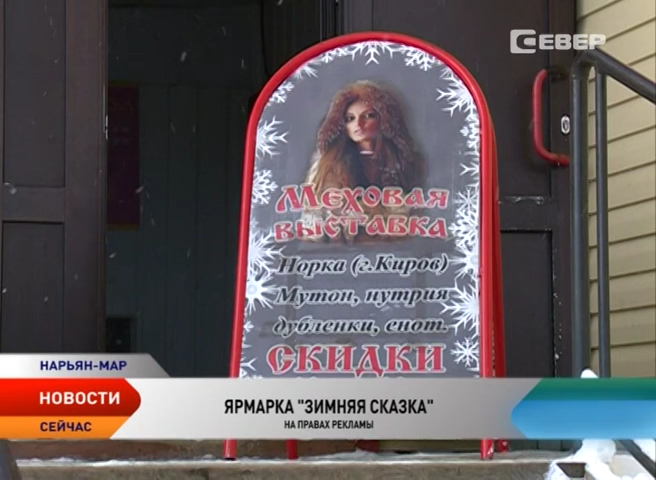 СЕВЕР
Меховая
выставка
Норка (г.Киров)
Мутон, нутрия
дубленки, енот.
СКИДКИ
НАРЬЯН-МАР
НОВОСТИ
СЕЙЧАС
ЯРМАРКА "ЗИМНЯЯ СКАЗКА"
НА ПРАВАХ РЕКЛАМЫ